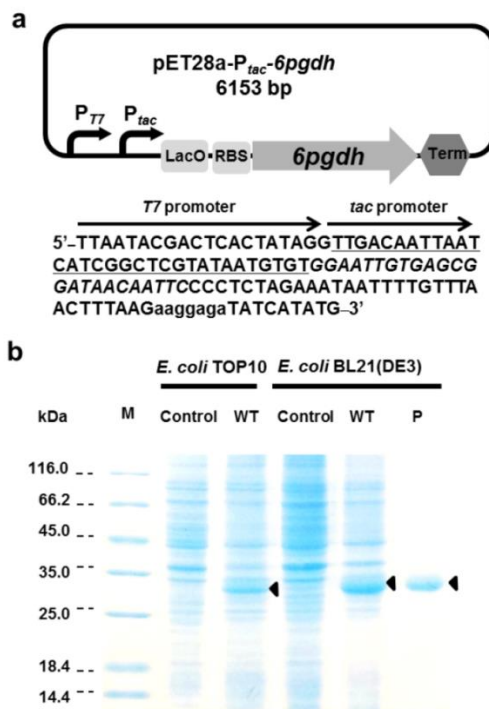 a
pET28a-Ptac-6pgdh
6153 bp
PT7 Ptac
LacO RBS 6pgdh Term
T7 promoter tac promoter
5’–TTAATACGACTCACTATAGGTTGACAATTAAT
CATCGGCTCGTATAATGTGTGGAATTGTGAGCG
GATAACAATTCCCCTCTAGAAATAATTTTGTTTA
ACTTTAAGaaggagaTATCATATG–3’
b
E. coli TOP10 E. coli BL21(DE3)
kDa M Control WT Control WT P
116.0
66.2
45.0
35.0
25.0
18.4
14.4